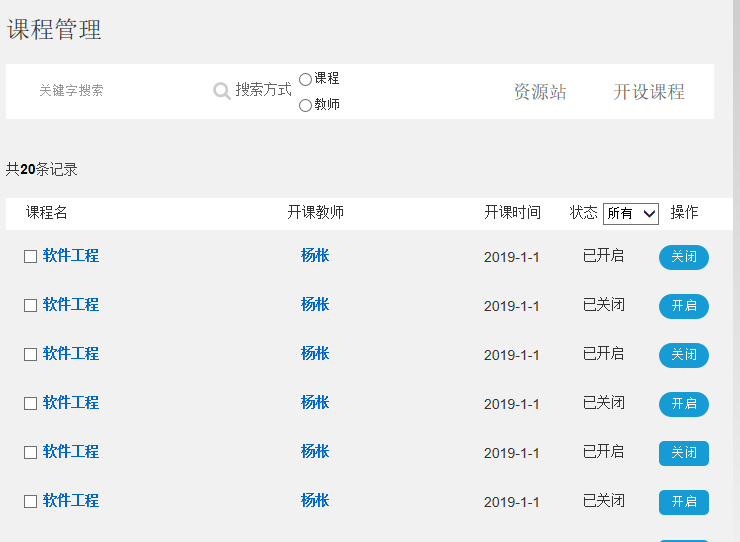 课程管理
关键字搜索 搜索方式 课程 教师 资源站 开设课程
共20条记录
课程名 开课教师 开课时间 状态 所有 操作
软件工程 杨枨 2019-1-1 已开启 关闭
软件工程 杨枨 2019-1-1 已关闭 开启
软件工程 杨枨 2019-1-1 已开启 关闭
软件工程 杨枨 2019-1-1 已关闭 开启
软件工程 杨枨 2019-1-1 已开启 关闭
软件工程 杨枨 2019-1-1 已关闭 开启